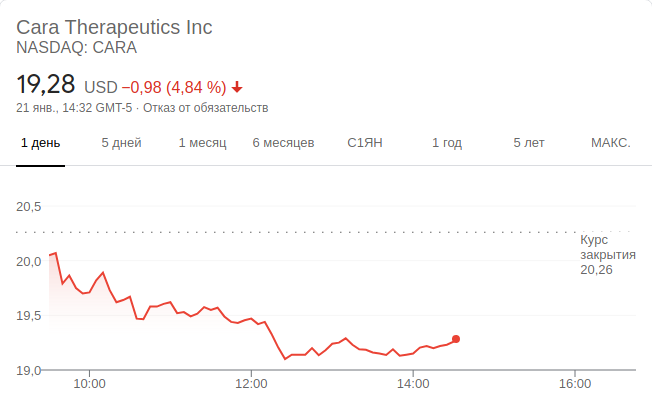 Cara Therapeutics Inc
NASDAQ: CARA
19,28 USD −0,98 (4,84 %)
21 янв., 14:32 GMT-5 · Отказ от обязательств
1 день 5 дней 1 месяц 6 месяцев С1ЯН 1 год 5 лет МАКС.
20,5
Курс
закрытия
20,26
20,0
19,5
19,0
10:00 12:00 14:00 16:00